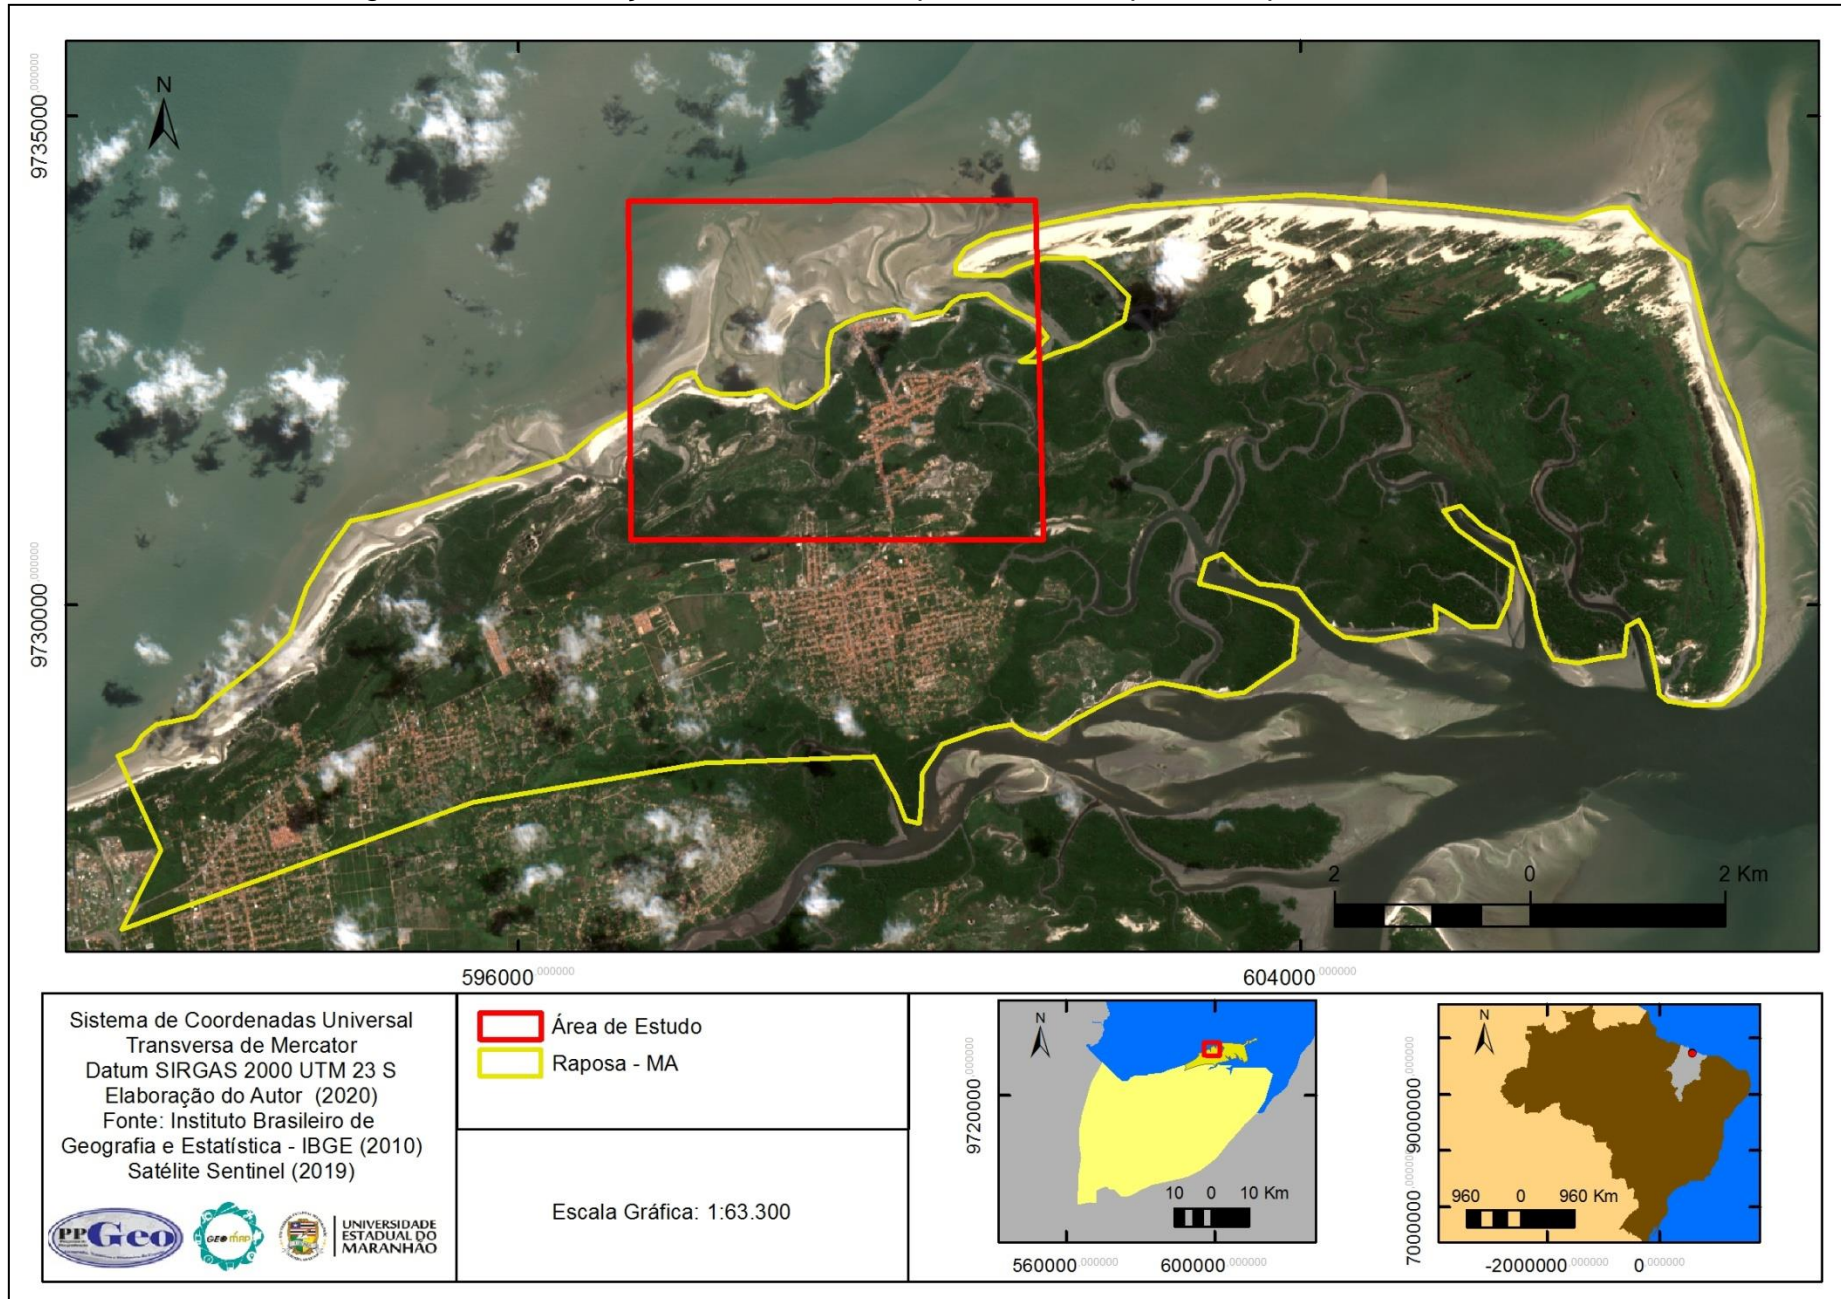 N
9735000,000000
9730000,000000
2 0 2 Km
596000,000000
604000,000000
Sistema de Coordenadas Universal
Transversa de Mercator
Datum SIRGAS 2000 UTM 23 S
Elaboração do Autor (2020)
Fonte: Instituto Brasileiro de
Geografia e Estatística - IBGE (2010)
Satélite Sentinel (2019)
PPGeo
GEOMAP
UNIVERSIDADE
ESTADUAL DO
MARANHÃO
Área de Estudo
Raposa - MA
Escala Gráfica: 1:63.300
N
9720000,000000
10 0 10 Km
560000,000000
600000,000000
N
9000000,000000
7000000,000000
960 0 960 Km
-2000000,000000
0,000000